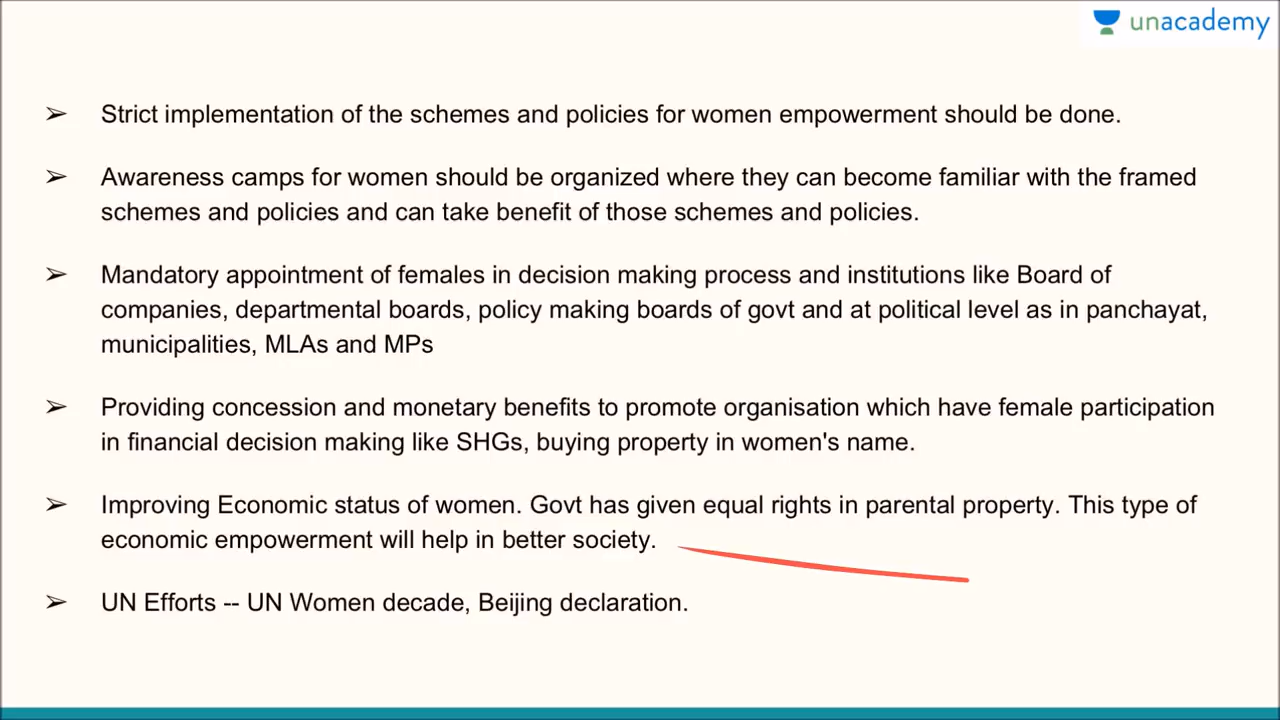 unacademy
➢ Strict implementation of the schemes and policies for women empowerment should be done.
➢ Awareness camps for women should be organized where they can become familiar with the framed
schemes and policies and can take benefit of those schemes and policies.
➢ Mandatory appointment of females in decision making process and institutions like Board of
companies, departmental boards, policy making boards of govt and at political level as in panchayat,
municipalities, MLAs and MPs
➢ Providing concession and monetary benefits to promote organisation which have female participation
in financial decision making like SHGs, buying property in women's name.
➢ Improving Economic status of women. Govt has given equal rights in parental property. This type of
economic empowerment will help in better society.
➢ UN Efforts -- UN Women decade, Beijing declaration.